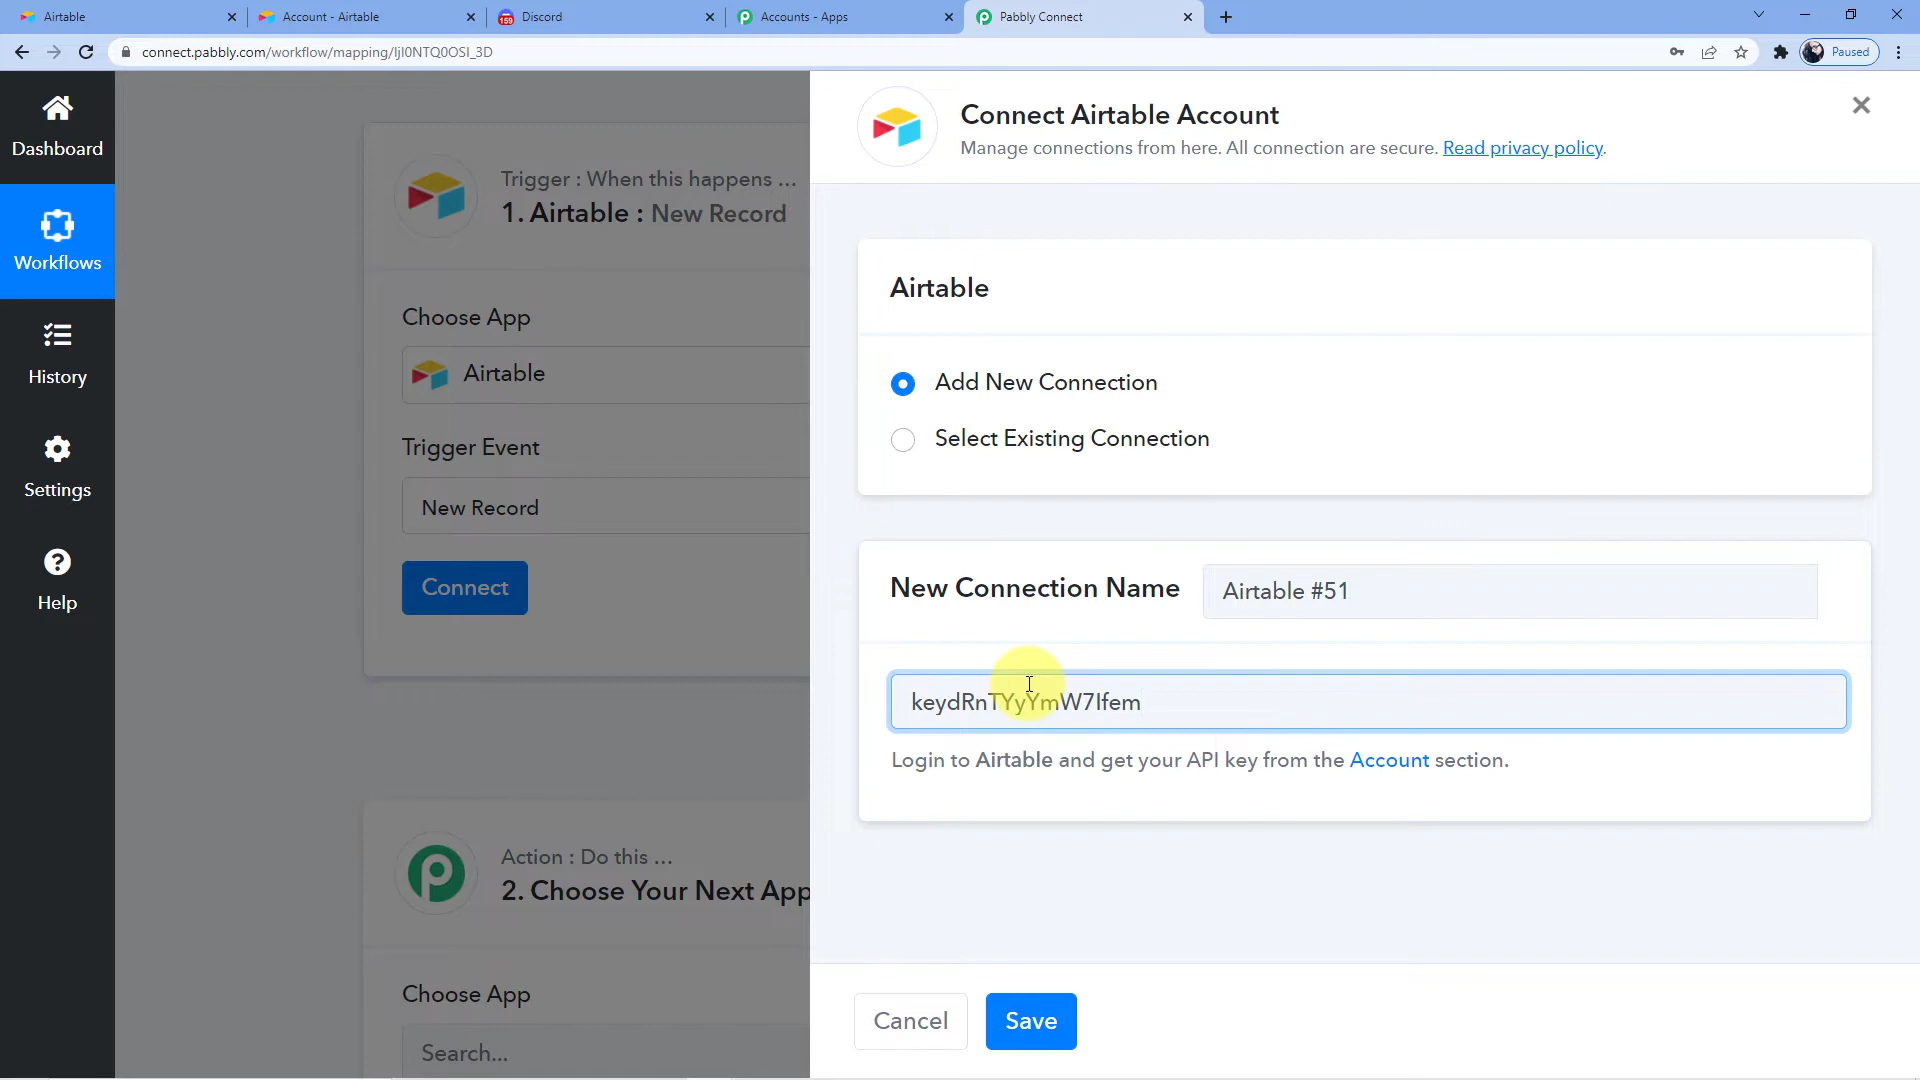 Airtable
Account - Airtable
Discord
Accounts - Apps
Pabbly Connect
connect.pabbly.com/workflow/mapping/IjI0NTQ0OSI_3D
Paused
Dashboard
Workflows
History
Settings
Help
Trigger : When this happens ...
1. Airtable : New Record
Choose App
Airtable
Trigger Event
New Record
Connect
Action : Do this ...
2. Choose Your Next App
Choose App
Search...
Connect Airtable Account
Manage connections from here. All connection are secure. Read privacy policy.
Airtable
Add New Connection
Select Existing Connection
New Connection Name
Airtable #51
keydRnTYyYmW7Ifem
Login to Airtable and get your API key from the Account section.
Cancel
Save
159